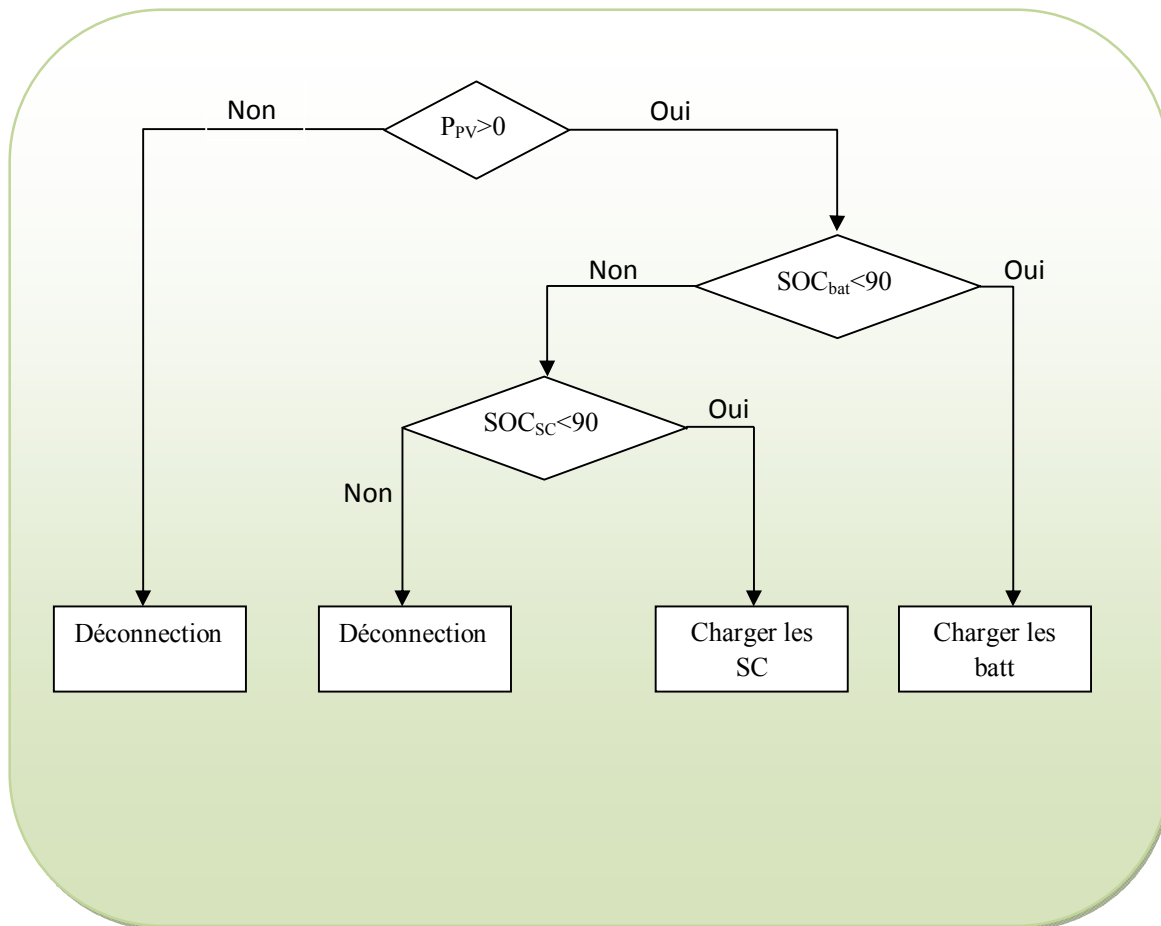 Non
P_PV>0
Oui
Non
SOC_bat<90
Oui
SOC_SC<90
Oui
Non
Déconnection
Déconnection
Charger les
SC
Charger les
batt